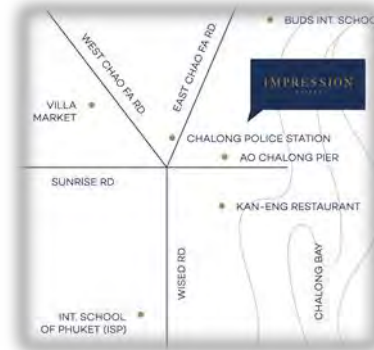 BUDS INT. SCHOO
WEST CHAO FA RD.
EAST CHAO FA RD.
IMPRESSION
VILLA
MARKET
CHALONG POLICE STATION
AO CHALONG PIER
SUNRISE RD
KAN-ENG RESTAURANT
WISED RD.
CHALONG BAY
INT. SCHOOL
OF PHUKET (ISP)